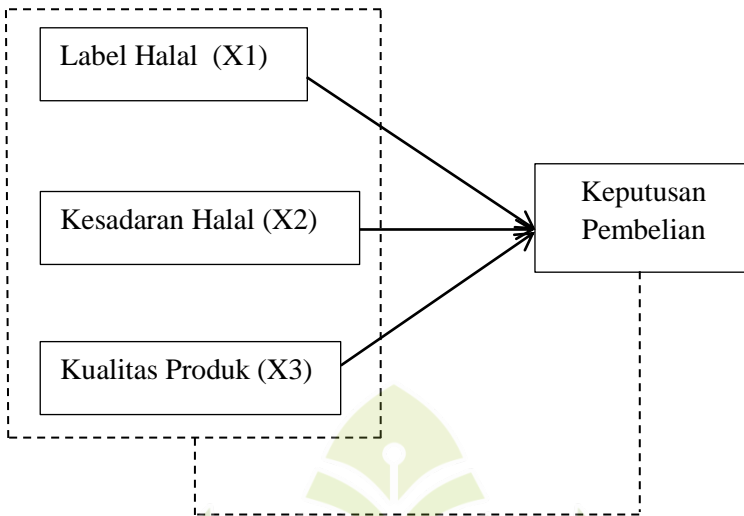 Label Halal (X1)
Kesadaran Halal (X2)
Kualitas Produk (X3)
Keputusan
Pembelian